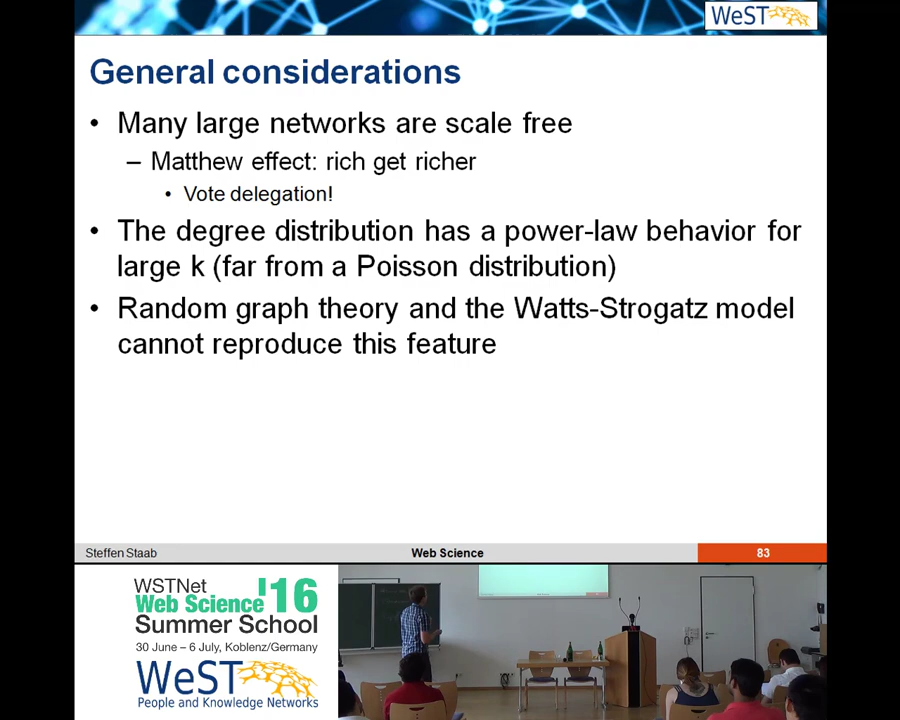 WeST
General considerations
• Many large networks are scale free
– Matthew effect: rich get richer
• Vote delegation!
• The degree distribution has a power-law behavior for
large k (far from a Poisson distribution)
• Random graph theory and the Watts-Strogatz model
cannot reproduce this feature
Steffen Staab
Web Science
83
WSTNet
Web Science '16
Summer School
30 June – 6 July, Koblenz/Germany
WeST
People and Knowledge Networks